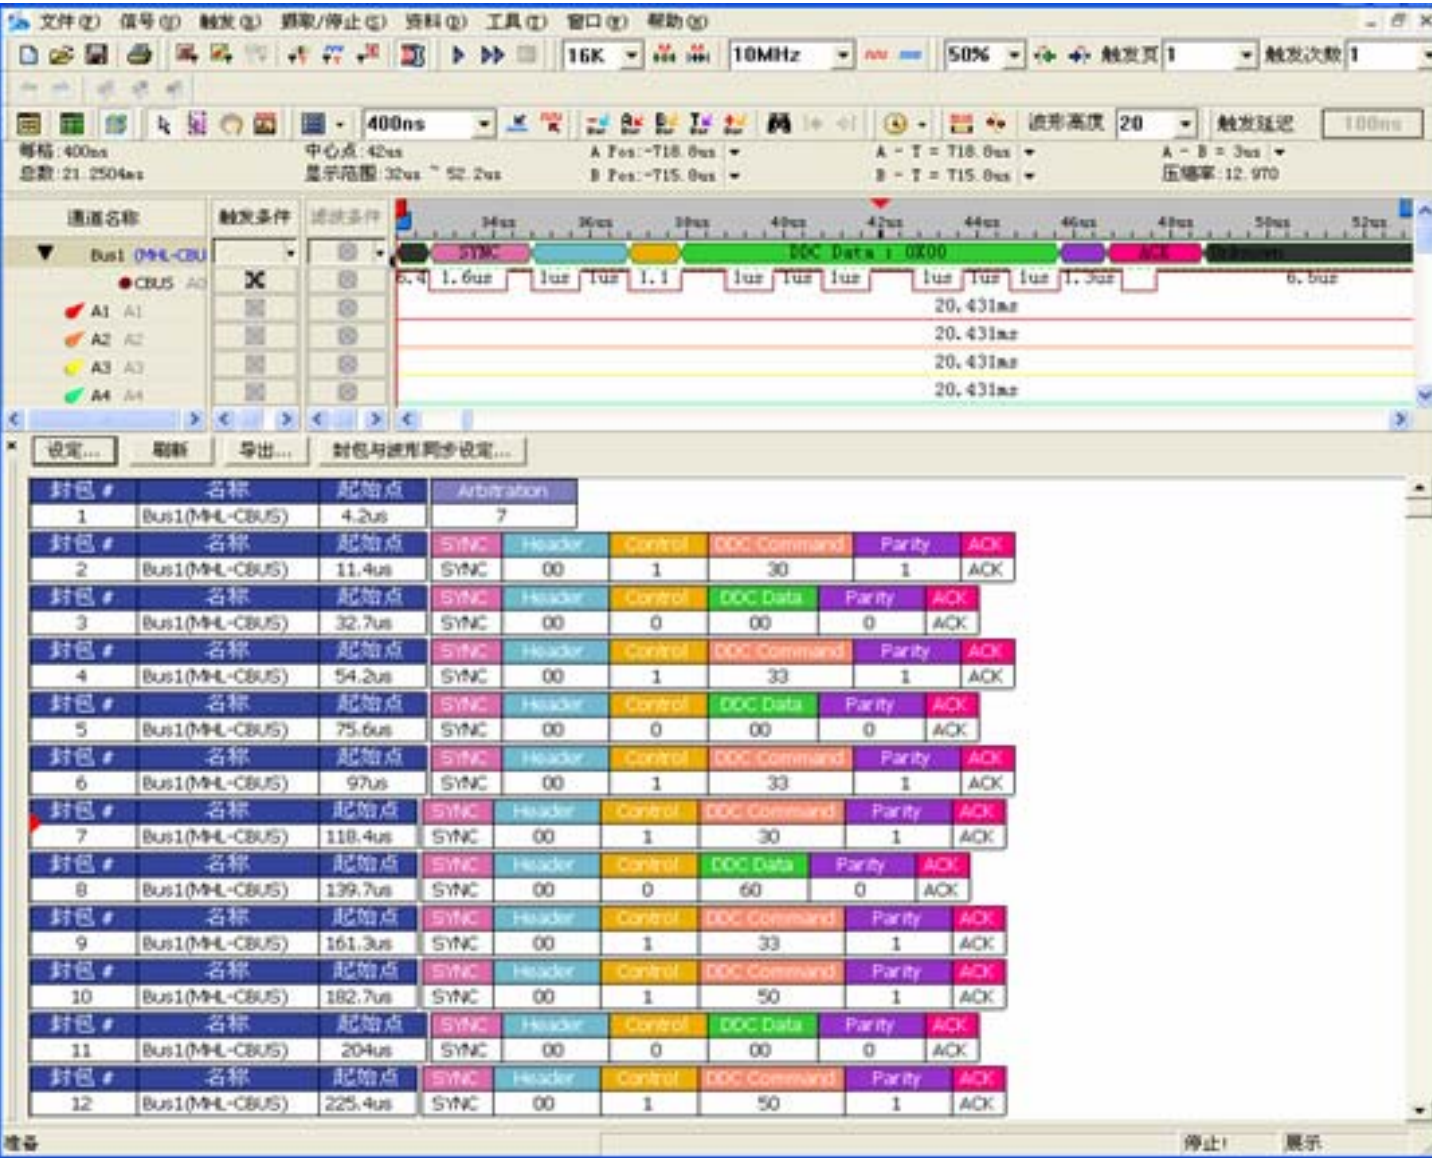 文件(F) 信号(U) 触发(R) 撷取/停止(S) 资料(D) 工具(T) 窗口(W) 帮助(H)
16K 10MHz 50% 触发页 1 触发次数 1
400ns 波形高度 20 触发延迟 100ns
每格:400ns 中心点:42us A Pos:-718.8us A - T = 718.8us A - B = 3us
总数:21.2504ms 显示范围:32us ~ 52.2us B Pos:-715.8us B - T = 715.8us 压缩率:12.970
通道名称 触发条件 滤波条件 34us 36us 38us 40us 42us 44us 46us 48us 50us 52us
Bus1 (MHL-CBU SYNC DDC Data : 0X00 ACK Unknown
CBUS A0 6.4 1.6us 1us 1us 1.1 1us 1us 1us 1us 1us 1us 1.3us 6.5us
A1 A1 20.431ms
A2 A2 20.431ms
A3 A3 20.431ms
A4 A4 20.431ms
设定... 刷新 导出... 封包与波形同步设定...
封包 # 名称 起始点 Arbitration
1 Bus1(MHL-CBUS) 4.2us 7
封包 # 名称 起始点 SYNC Header Control DDC Command Parity ACK
2 Bus1(MHL-CBUS) 11.4us SYNC 00 1 30 1 ACK
封包 # 名称 起始点 SYNC Header Control DDC Data Parity ACK
3 Bus1(MHL-CBUS) 32.7us SYNC 00 0 00 0 ACK
封包 # 名称 起始点 SYNC Header Control DDC Command Parity ACK
4 Bus1(MHL-CBUS) 54.2us SYNC 00 1 33 1 ACK
封包 # 名称 起始点 SYNC Header Control DDC Data Parity ACK
5 Bus1(MHL-CBUS) 75.6us SYNC 00 0 00 0 ACK
封包 # 名称 起始点 SYNC Header Control DDC Command Parity ACK
6 Bus1(MHL-CBUS) 97us SYNC 00 1 33 1 ACK
封包 # 名称 起始点 SYNC Header Control DDC Command Parity ACK
7 Bus1(MHL-CBUS) 118.4us SYNC 00 1 30 1 ACK
封包 # 名称 起始点 SYNC Header Control DDC Data Parity ACK
8 Bus1(MHL-CBUS) 139.7us SYNC 00 0 60 0 ACK
封包 # 名称 起始点 SYNC Header Control DDC Command Parity ACK
9 Bus1(MHL-CBUS) 161.3us SYNC 00 1 33 1 ACK
封包 # 名称 起始点 SYNC Header Control DDC Command Parity ACK
10 Bus1(MHL-CBUS) 182.7us SYNC 00 1 50 1 ACK
封包 # 名称 起始点 SYNC Header Control DDC Data Parity ACK
11 Bus1(MHL-CBUS) 204us SYNC 00 0 00 0 ACK
封包 # 名称 起始点 SYNC Header Control DDC Command Parity ACK
12 Bus1(MHL-CBUS) 225.4us SYNC 00 1 50 1 ACK
准备 停止! 展示